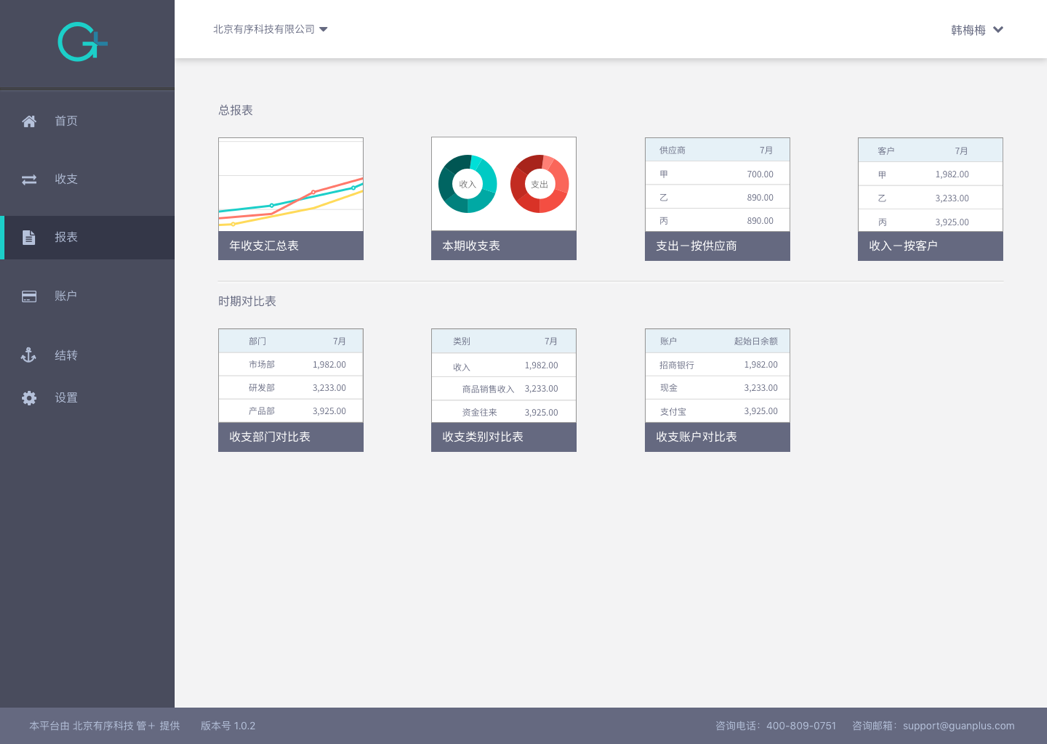 北京有序科技有限公司
韩梅梅
首页
收支
报表
账户
结转
设置
总报表
年收支汇总表
收入 支出
本期收支表
供应商 7月
甲 700.00
乙 890.00
丙 890.00
支出－按供应商
客户 7月
甲 1,982.00
乙 3,233.00
丙 3,925.00
收入－按客户
时期对比表
部门 7月
市场部 1,982.00
研发部 3,233.00
产品部 3,925.00
收支部门对比表
类别 7月
收入 1,982.00
商品销售收入 3,233.00
资金往来 3,925.00
收支类别对比表
账户 起始日余额
招商银行 1,982.00
现金 3,233.00
支付宝 3,925.00
收支账户对比表
本平台由 北京有序科技 管＋ 提供 版本号 1.0.2
咨询电话：400-809-0751 咨询邮箱：support@guanplus.com